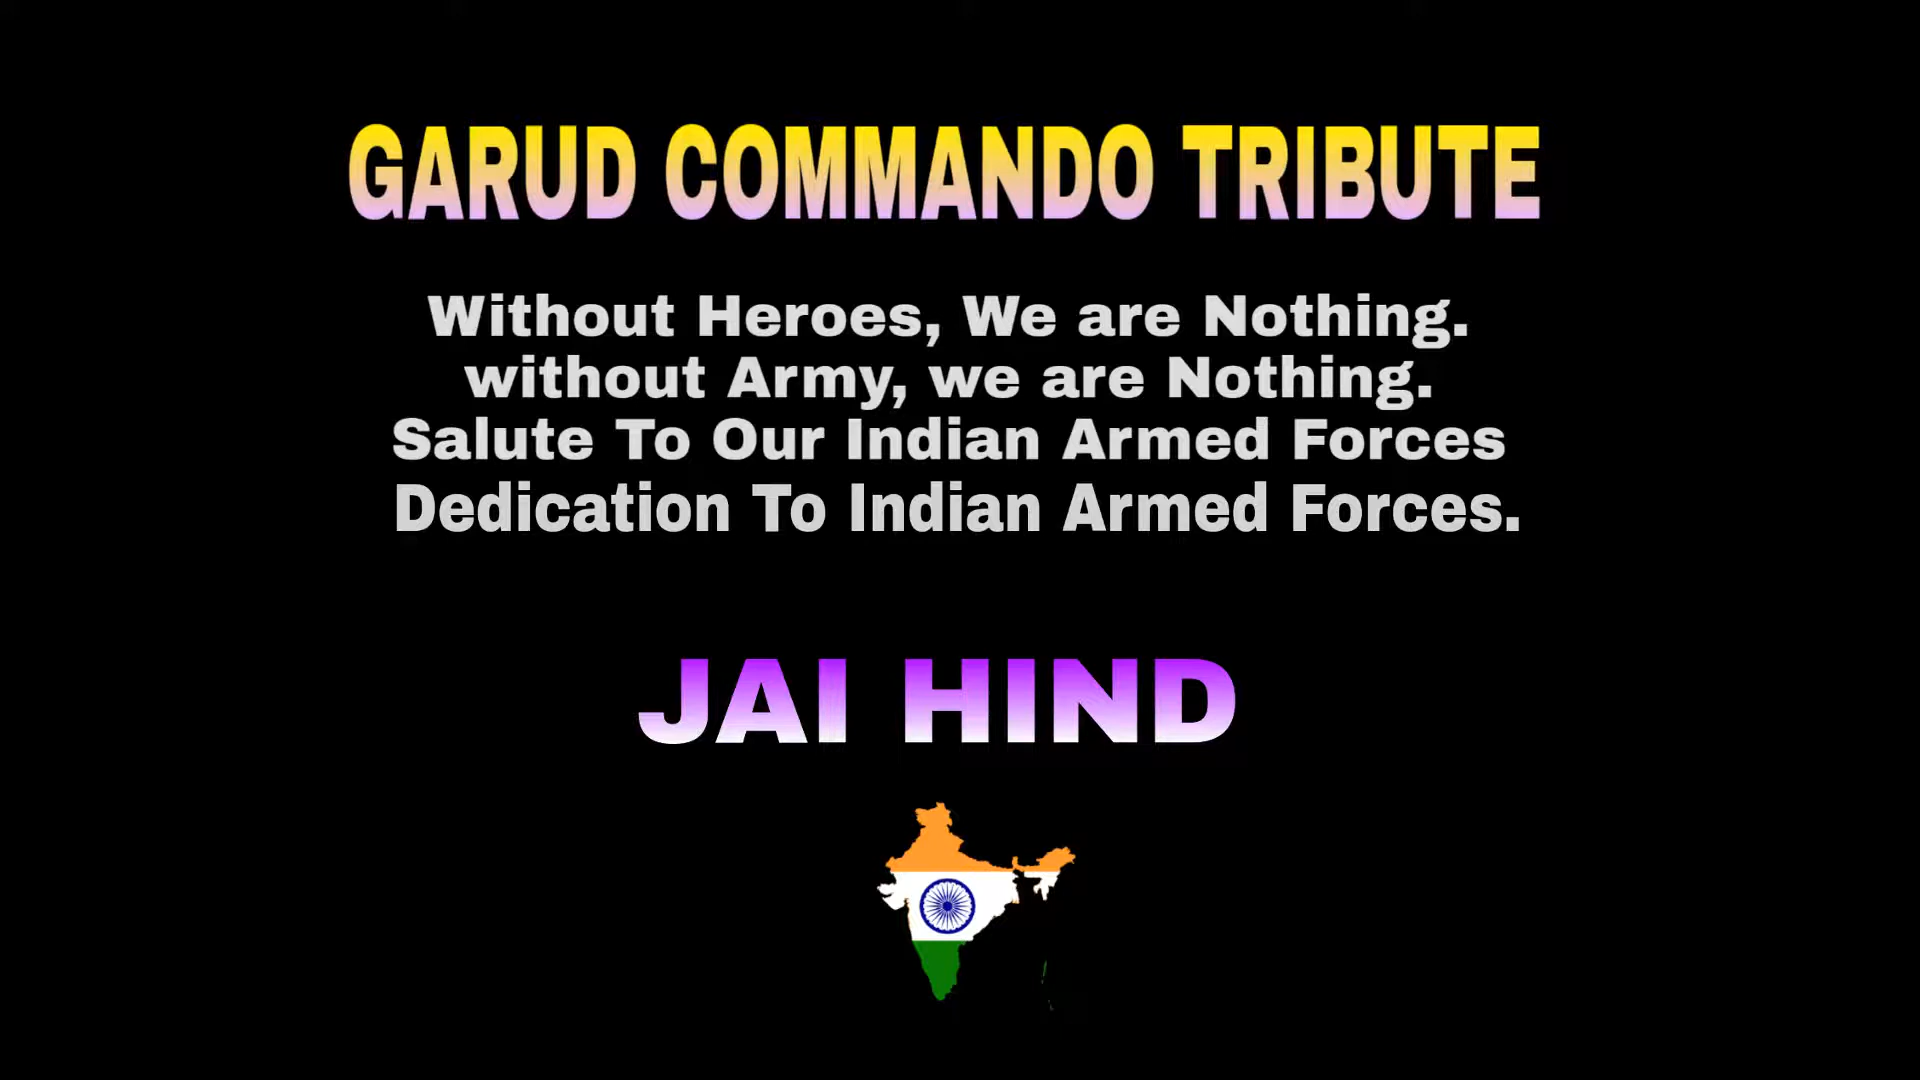 GARUD COMMANDO TRIBUTE
Without Heroes, We are Nothing.
without Army, we are Nothing.
Salute To Our Indian Armed Forces
Dedication To Indian Armed Forces.
JAI HIND